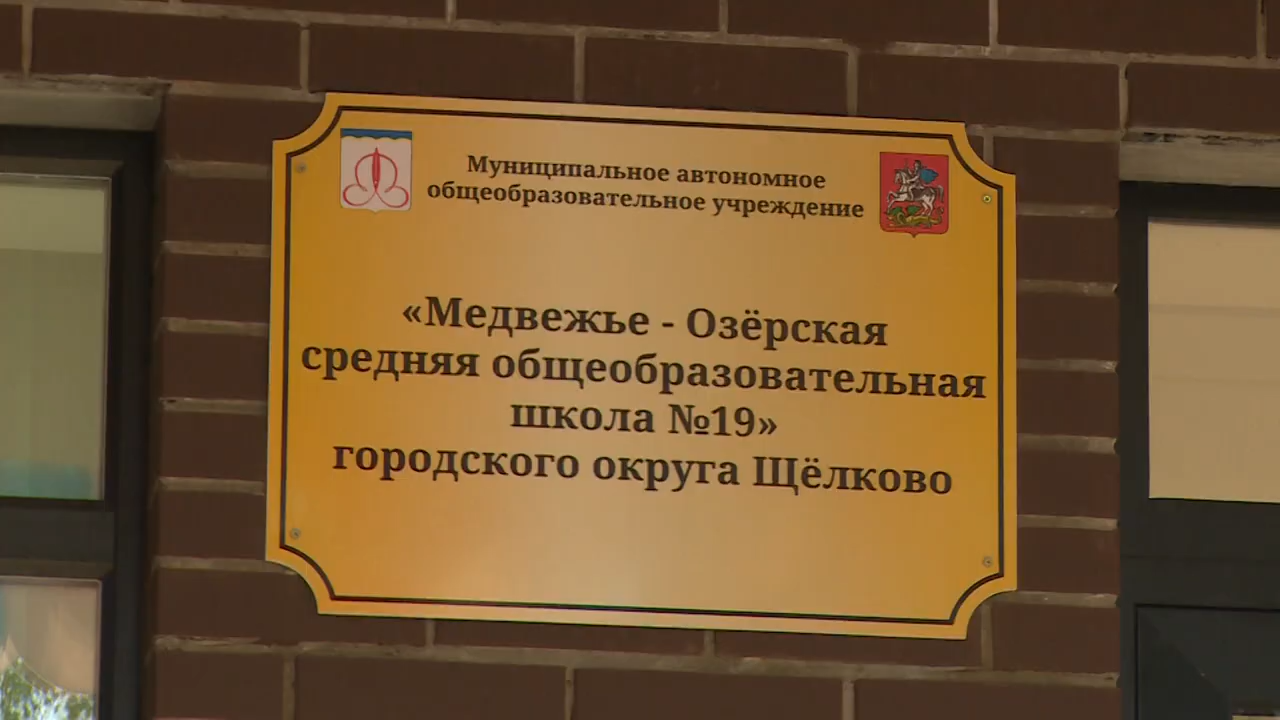 Муниципальное автономное
общеобразовательное учреждение
«Медвежье - Озёрская
средняя общеобразовательная
школа №19»
городского округа Щёлково